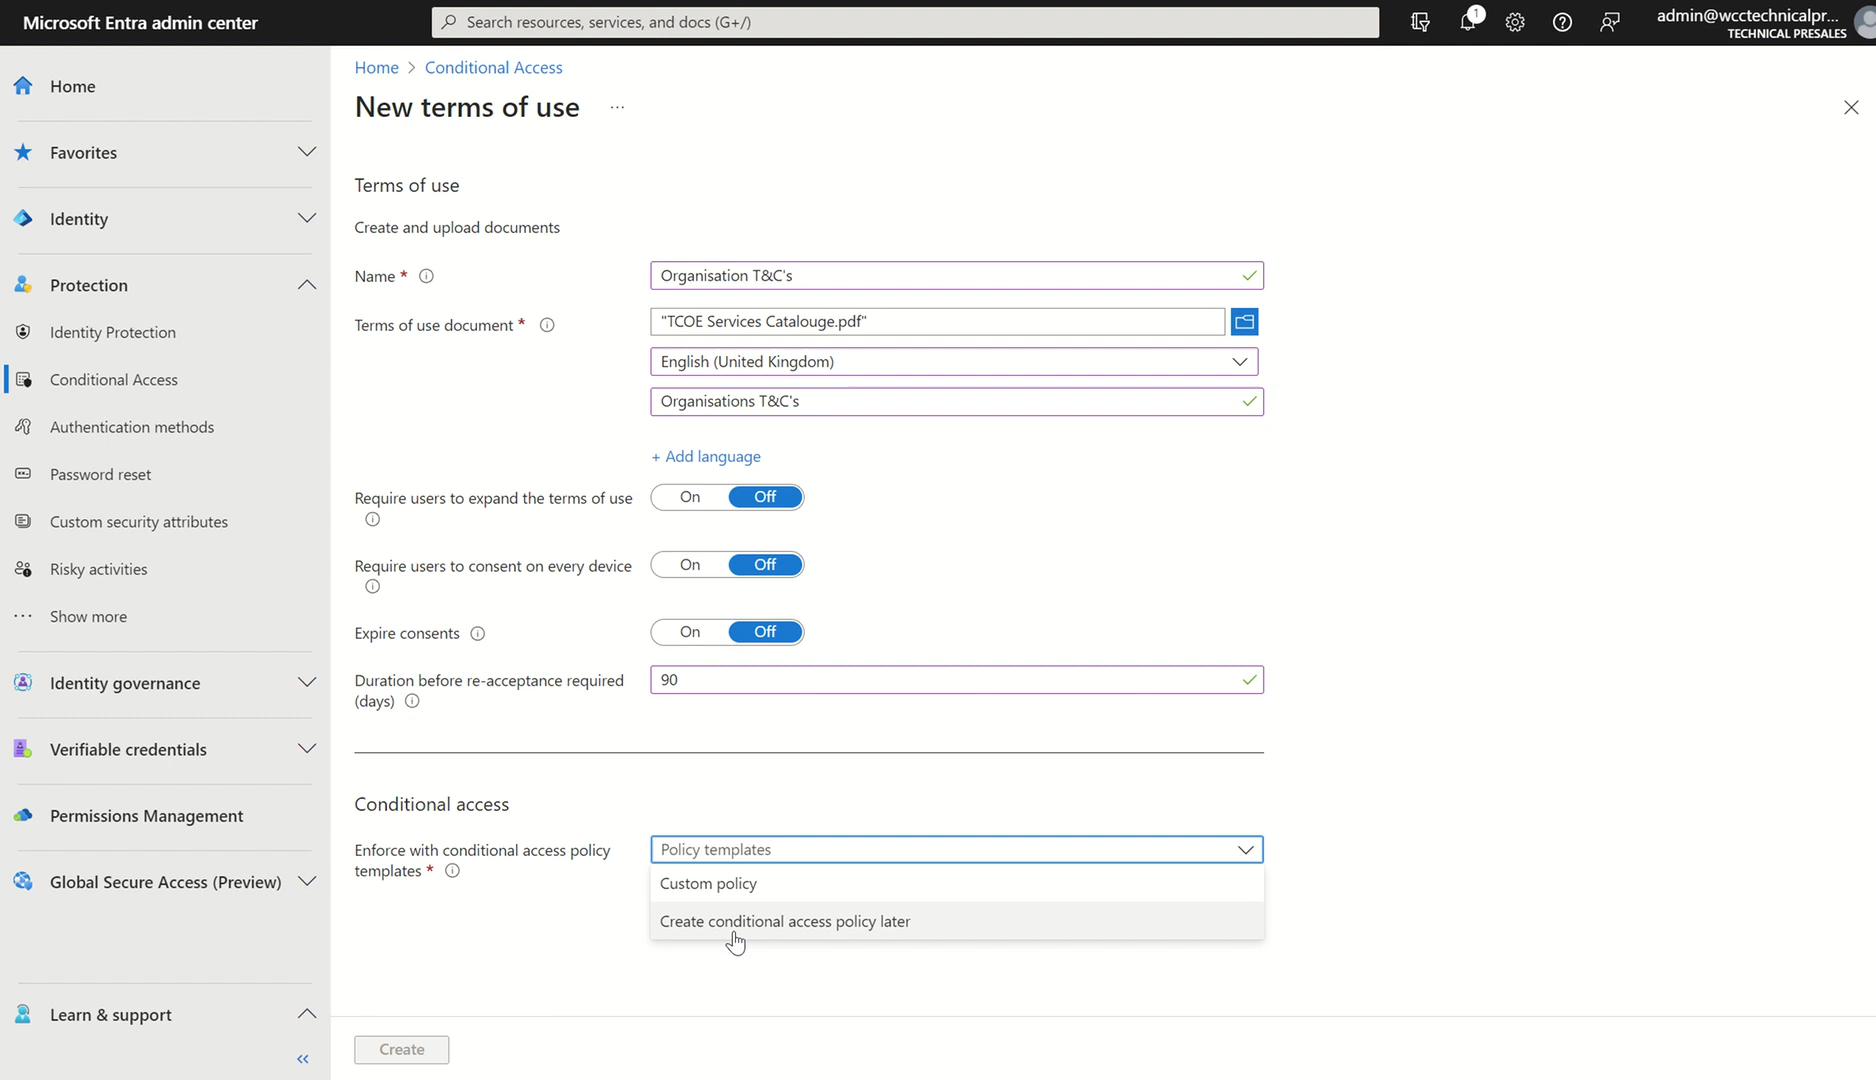 Microsoft Entra admin center
Search resources, services, and docs (G+/)
1
admin@wcctechnicalpr...
TECHNICAL PRESALES
Home
Favorites
Identity
Protection
Identity Protection
Conditional Access
Authentication methods
Password reset
Custom security attributes
Risky activities
Show more
Identity governance
Verifiable credentials
Permissions Management
Global Secure Access (Preview)
Learn & support
Home > Conditional Access
New terms of use ...
Terms of use
Create and upload documents
Name *
Organisation T&C's
Terms of use document *
"TCOE Services Catalouge.pdf"
English (United Kingdom)
Organisations T&C's
+ Add language
Require users to expand the terms of use
On Off
Require users to consent on every device
On Off
Expire consents
On Off
Duration before re-acceptance required
(days)
90
Conditional access
Enforce with conditional access policy
templates *
Policy templates
Custom policy
Create conditional access policy later
Create